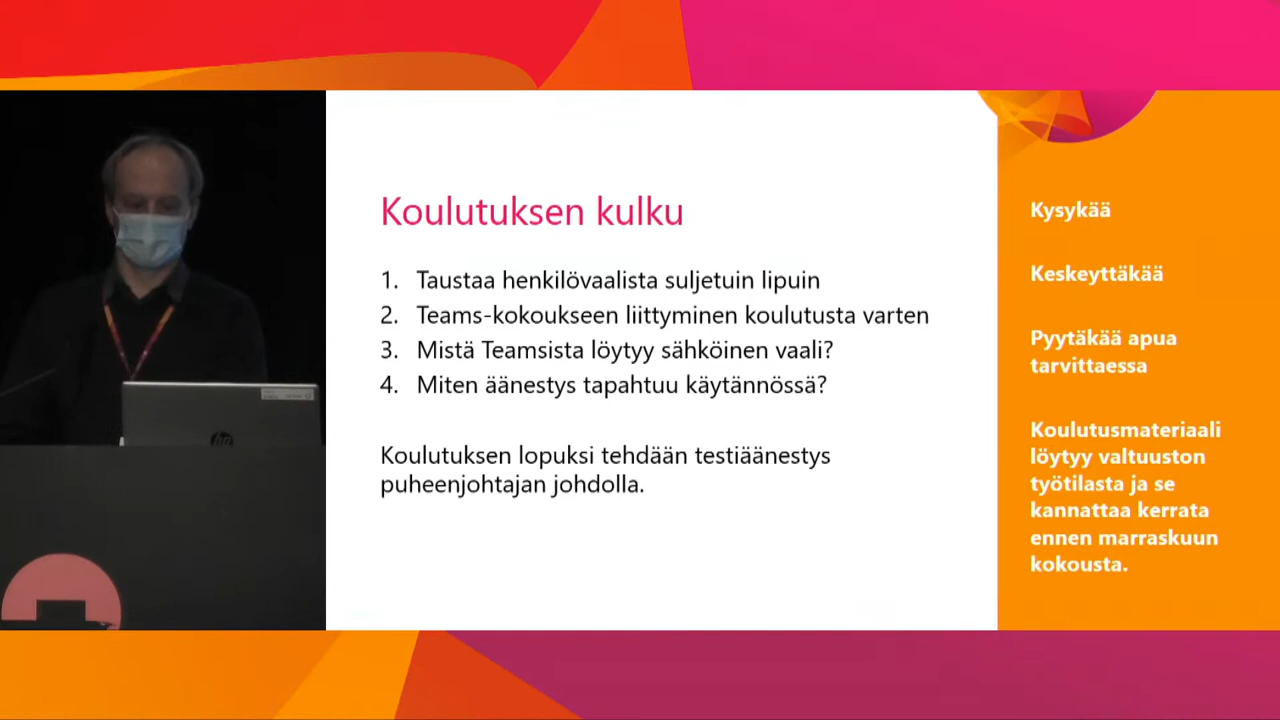 Koulutuksen kulku
1. Taustaa henkilövaalista suljetuin lipuin
2. Teams-kokoukseen liittyminen koulutusta varten
3. Mistä Teamsista löytyy sähköinen vaali?
4. Miten äänestys tapahtuu käytännössä?
Koulutuksen lopuksi tehdään testiäänestys
puheenjohtajan johdolla.
Kysykää
Keskeyttäkää
Pyytäkää apua
tarvittaessa
Koulutusmateriaali
löytyy valtuuston
työtilasta ja se
kannattaa kerrata
ennen marraskuun
kokousta.
hp